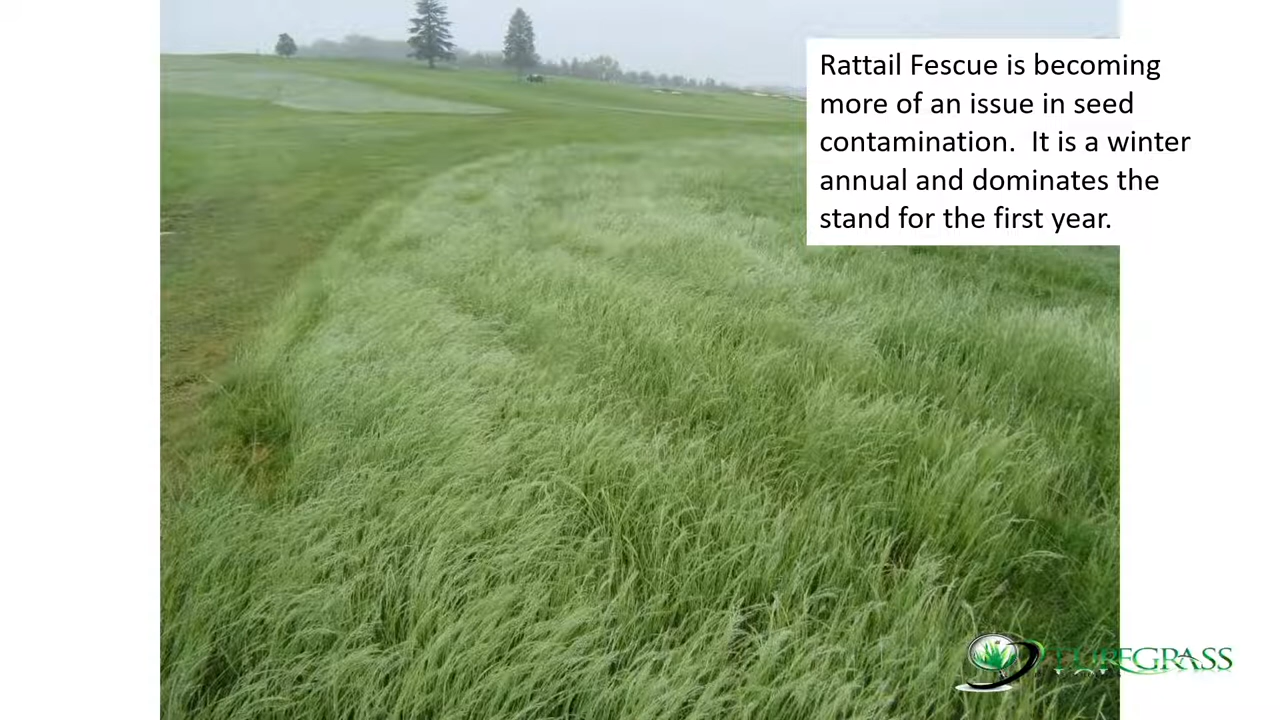 Rattail Fescue is becoming
more of an issue in seed
contamination.  It is a winter
annual and dominates the
stand for the first year.
TURFGRASS